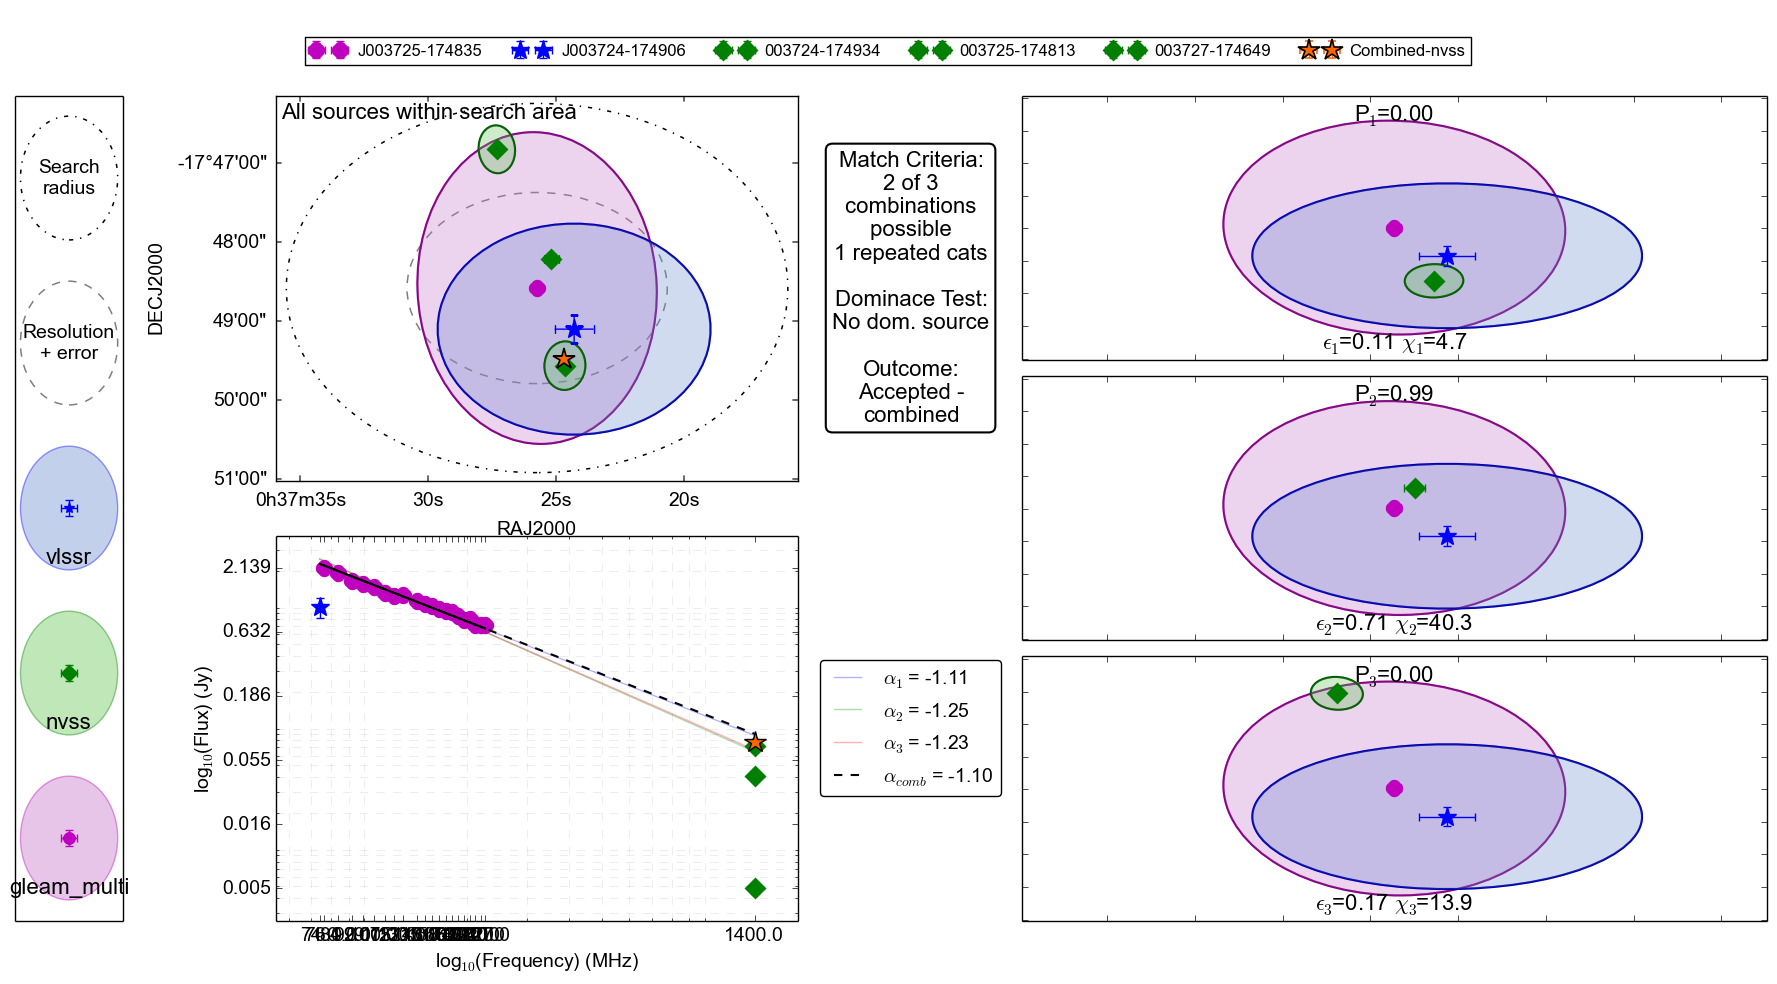 J003725-174835 J003724-174906 003724-174934 003725-174813 003727-174649 Combined-nvss
Search
radius
Resolution
+ error
vlssr
nvss
gleam_multi
All sources within search area
DECJ2000
-17°47'00"
48'00"
49'00"
50'00"
51'00"
0h37m35s 30s 25s 20s
RAJ2000
log10(Flux) (Jy)
2.139
0.632
0.186
0.055
0.016
0.005
1400.0
log10(Frequency) (MHz)
Match Criteria:
2 of 3
combinations
possible
1 repeated cats
Dominace Test:
No dom. source
Outcome:
Accepted -
combined
α1 = -1.11
α2 = -1.25
α3 = -1.23
αcomb = -1.10
P1=0.00
ϵ1=0.11 χ1=4.7
P2=0.99
ϵ2=0.71 χ2=40.3
P3=0.00
ϵ3=0.17 χ3=13.9